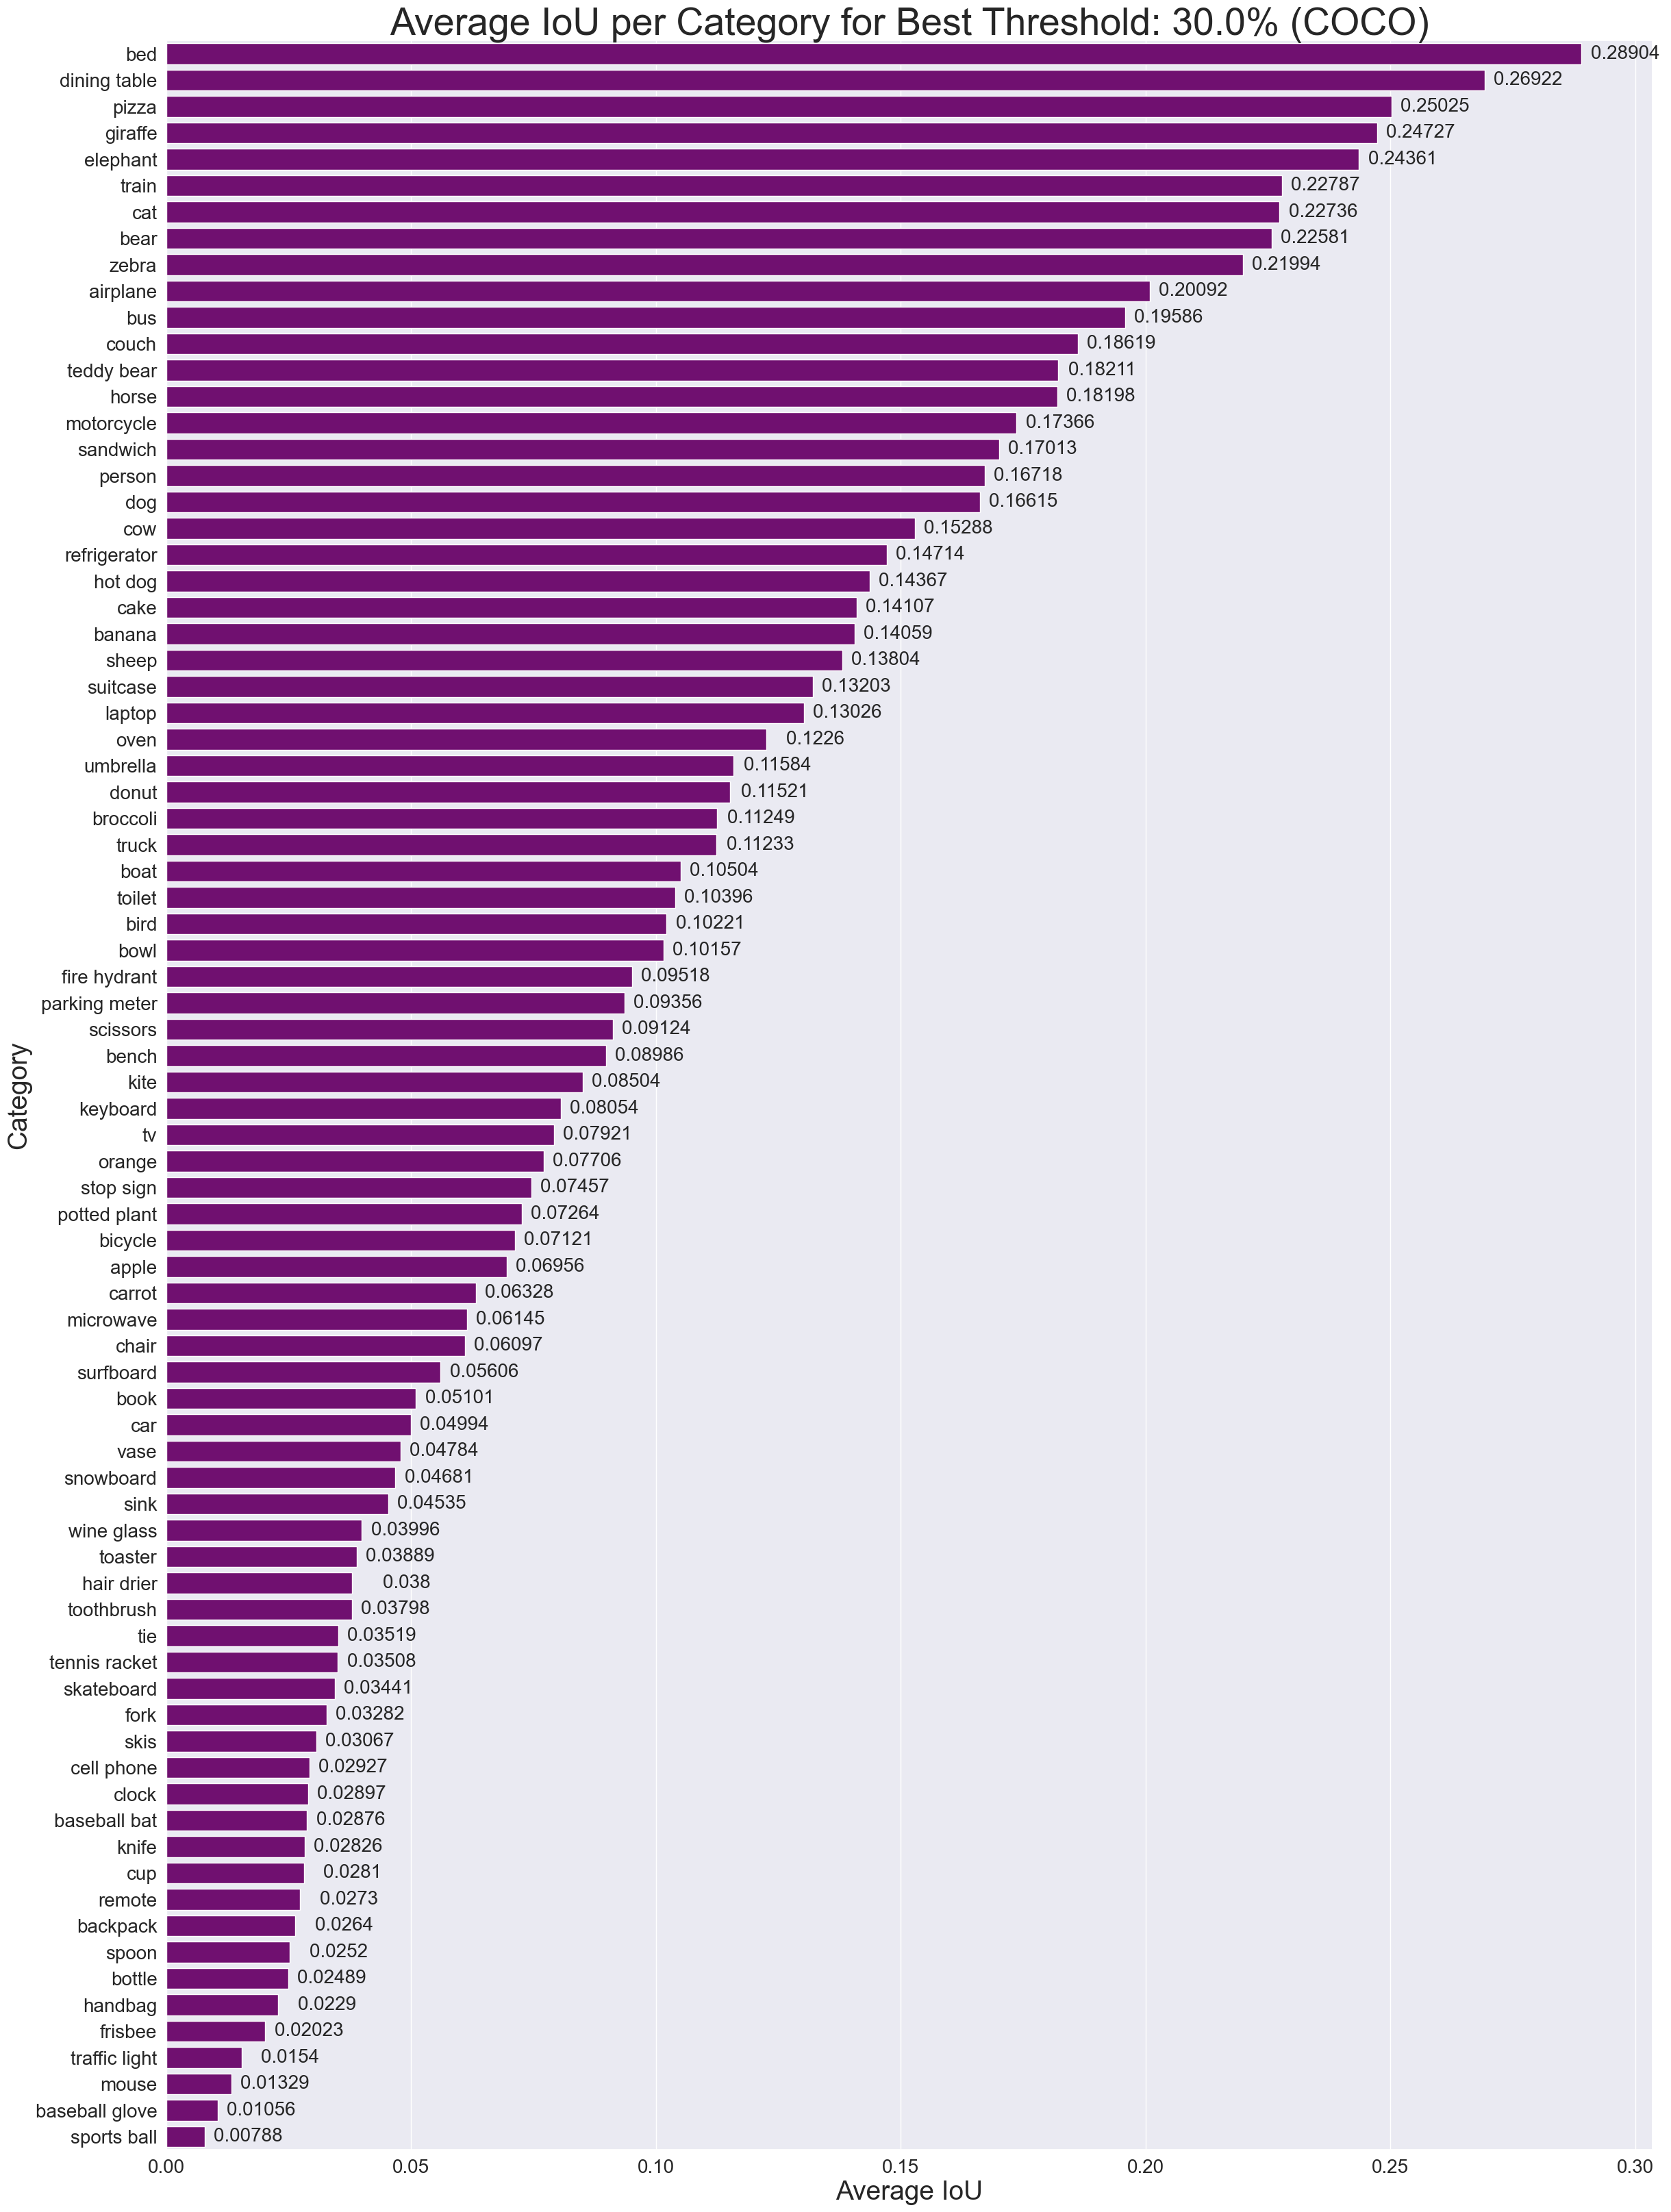 Average IoU per Category for Best Threshold: 30.0% (COCO)
bed 0.28904
dining table 0.26922
pizza 0.25025
giraffe 0.24727
elephant 0.24361
train 0.22787
cat 0.22736
bear 0.22581
zebra 0.21994
airplane 0.20092
bus 0.19586
couch 0.18619
teddy bear 0.18211
horse 0.18198
motorcycle 0.17366
sandwich 0.17013
person 0.16718
dog 0.16615
cow 0.15288
refrigerator 0.14714
hot dog 0.14367
cake 0.14107
banana 0.14059
sheep 0.13804
suitcase 0.13203
laptop 0.13026
oven 0.1226
umbrella 0.11584
donut 0.11521
broccoli 0.11249
truck 0.11233
boat 0.10504
toilet 0.10396
bird 0.10221
bowl 0.10157
fire hydrant 0.09518
parking meter 0.09356
scissors 0.09124
bench 0.08986
kite 0.08504
keyboard 0.08054
tv 0.07921
orange 0.07706
stop sign 0.07457
potted plant 0.07264
bicycle 0.07121
apple 0.06956
carrot 0.06328
microwave 0.06145
chair 0.06097
surfboard 0.05606
book 0.05101
car 0.04994
vase 0.04784
snowboard 0.04681
sink 0.04535
wine glass 0.03996
toaster 0.03889
hair drier 0.038
toothbrush 0.03798
tie 0.03519
tennis racket 0.03508
skateboard 0.03441
fork 0.03282
skis 0.03067
cell phone 0.02927
clock 0.02897
baseball bat 0.02876
knife 0.02826
cup 0.0281
remote 0.0273
backpack 0.0264
spoon 0.0252
bottle 0.02489
handbag 0.0229
frisbee 0.02023
traffic light 0.0154
mouse 0.01329
baseball glove 0.01056
sports ball 0.00788
Category
0.00 0.05 0.10 0.15 0.20 0.25 0.30
Average IoU